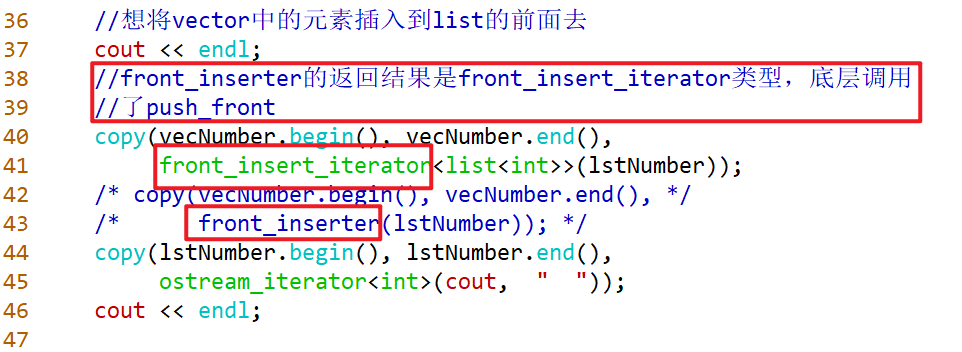 36 //想将vector中的元素插入到list的前面去
37 cout << endl;
38 //front_inserter的返回结果是front_insert_iterator类型，底层调用
39 //了push_front
40 copy(vecNumber.begin(), vecNumber.end(),
41 front_insert_iterator<list<int>>(lstNumber));
42 /* copy(vecNumber.begin(), vecNumber.end(), */
43 /* front_inserter(lstNumber)); */
44 copy(lstNumber.begin(), lstNumber.end(),
45 ostream_iterator<int>(cout, "  "));
46 cout << endl;
47